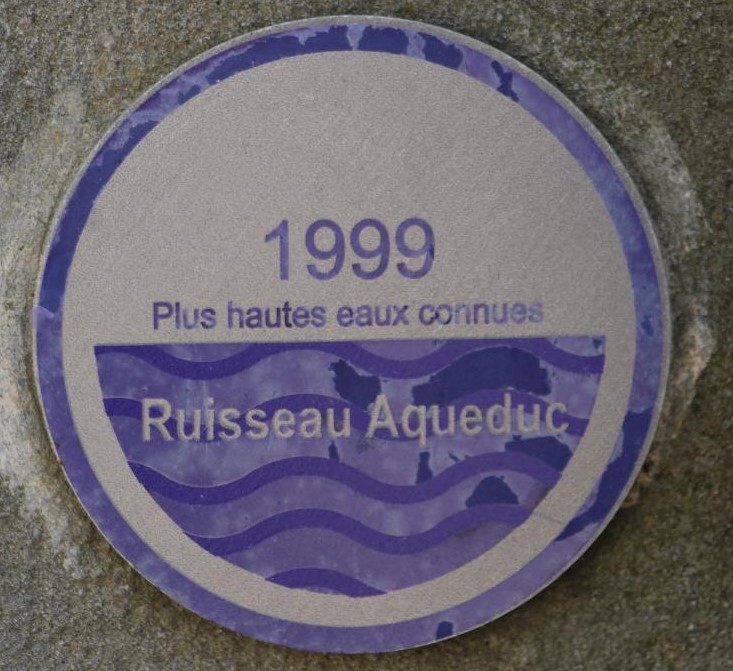 1999
Plus hautes eaux connues
Ruisseau Aqueduc